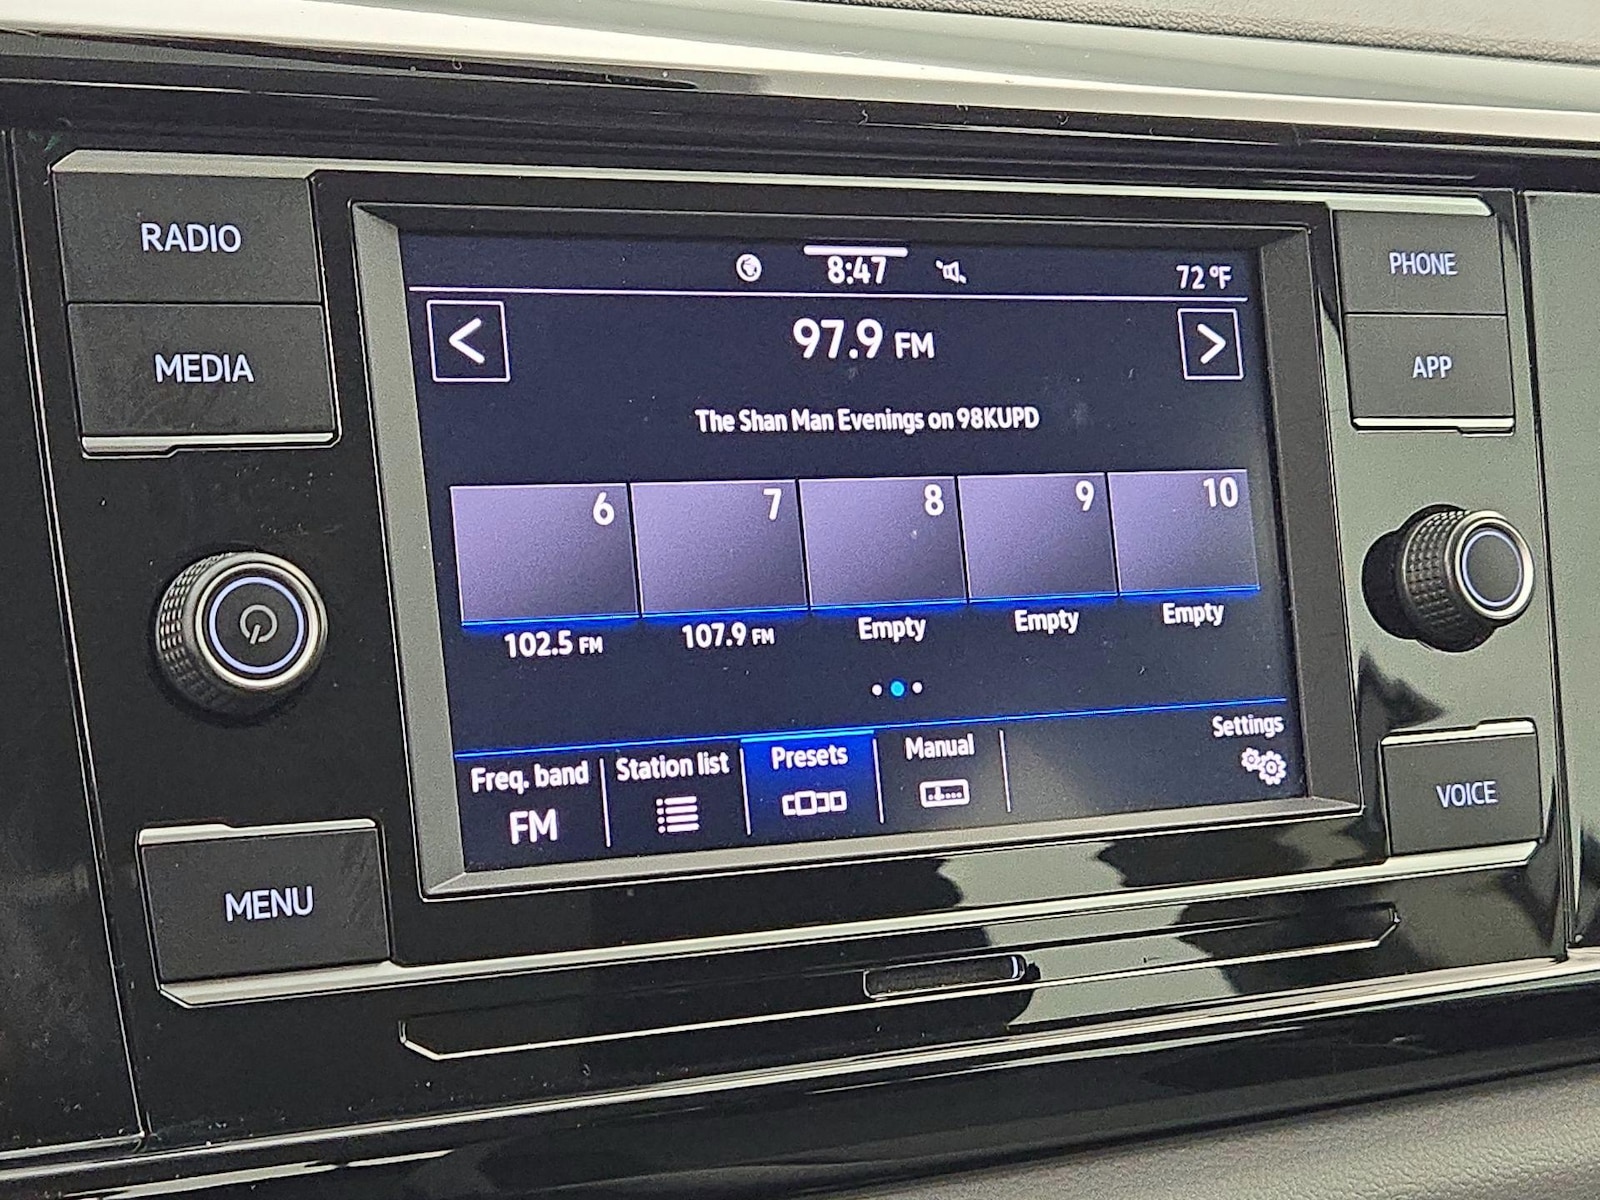 RADIO
MEDIA
MENU
8:47
72 ºF
97.9 FM
The Shan Man Evenings on 98KUPD
6
7
8
9
10
102.5 FM
107.9 FM
Empty
Empty
Empty
Freq. band
FM
Station list
Presets
Manual
Settings
PHONE
APP
VOICE